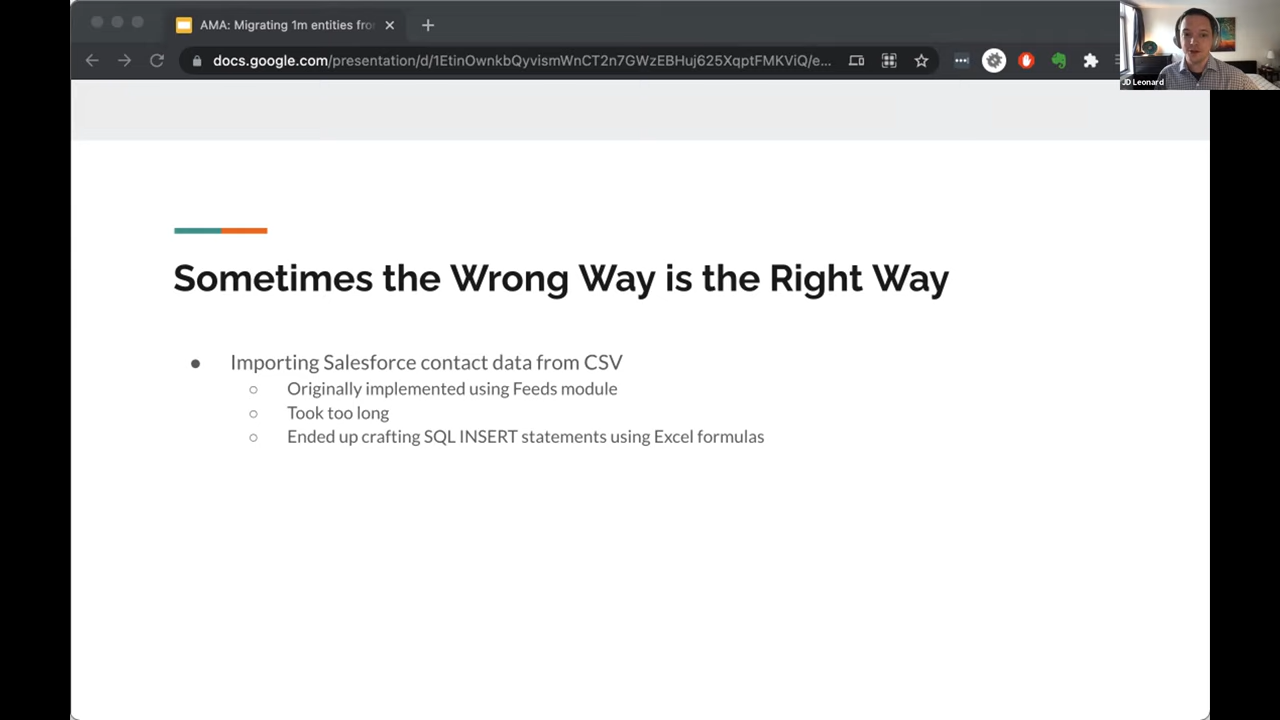 AMA: Migrating 1m entities fro
docs.google.com/presentation/d/1EtinOwnkbQyvismWnCT2n7GWzEBHuj625XqptFMKViQ/e...
JD Leonard
Sometimes the Wrong Way is the Right Way
Importing Salesforce contact data from CSV
Originally implemented using Feeds module
Took too long
Ended up crafting SQL INSERT statements using Excel formulas